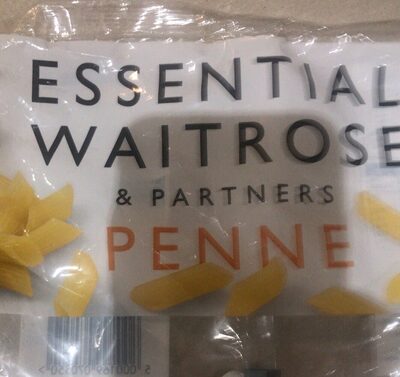 ESSENTIAL
WAITROSE
& PARTNERS
PENNE